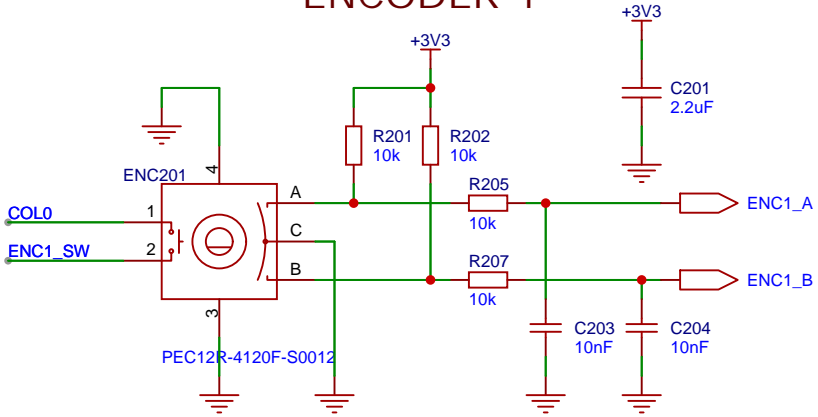 ENCODER 1
+3V3
+3V3
C201
2.2uF
R201
10k
R202
10k
4
ENC201
A
R205
10k
ENC1_A
COL0
1
C
ENC1_SW
2
B
R207
10k
ENC1_B
3
C203
10nF
C204
10nF
PEC12R-4120F-S0012